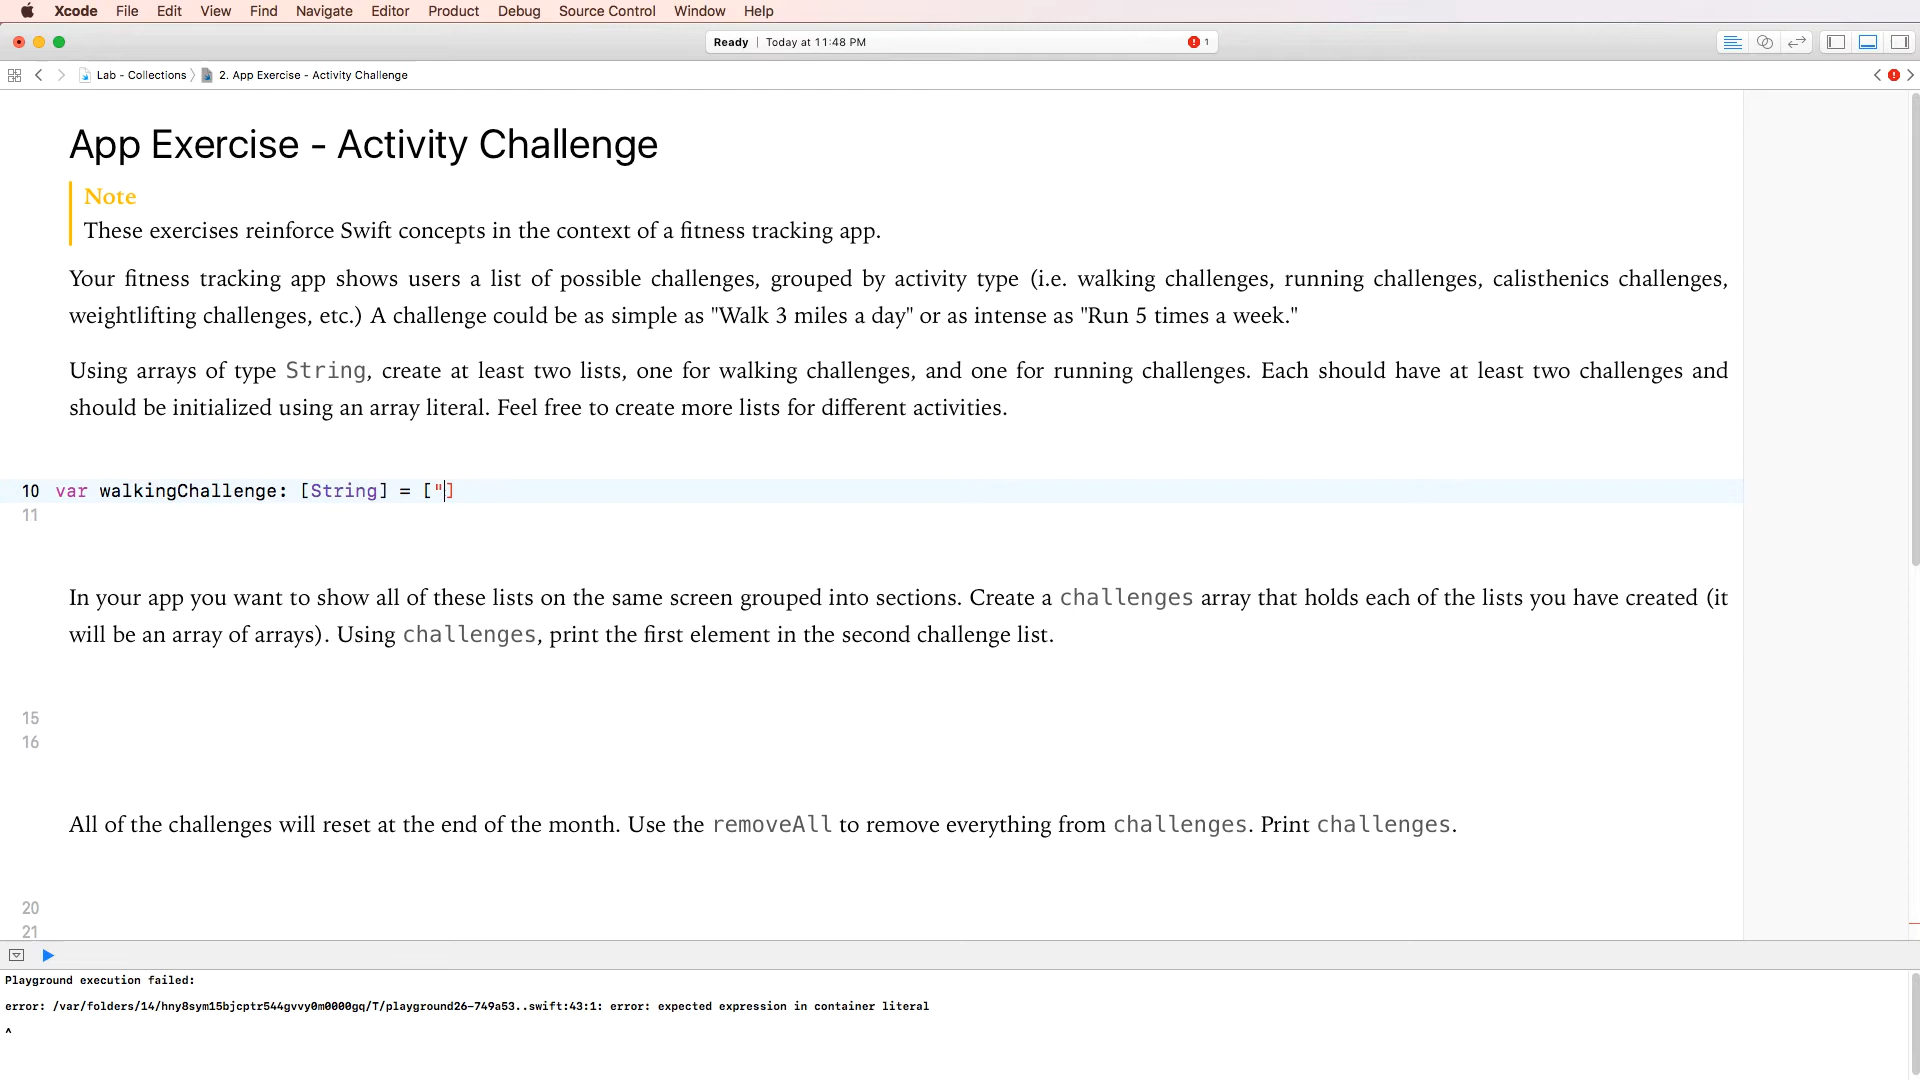 Xcode File Edit View Find Navigate Editor Product Debug Source Control Window Help
Ready | Today at 11:48 PM 1
Lab - Collections 2. App Exercise - Activity Challenge
App Exercise - Activity Challenge
Note
These exercises reinforce Swift concepts in the context of a fitness tracking app.
Your fitness tracking app shows users a list of possible challenges, grouped by activity type (i.e. walking challenges, running challenges, calisthenics challenges,
weightlifting challenges, etc.) A challenge could be as simple as "Walk 3 miles a day" or as intense as "Run 5 times a week."
Using arrays of type String, create at least two lists, one for walking challenges, and one for running challenges. Each should have at least two challenges and
should be initialized using an array literal. Feel free to create more lists for different activities.
10 var walkingChallenge: [String] = ["]
11
In your app you want to show all of these lists on the same screen grouped into sections. Create a challenges array that holds each of the lists you have created (it
will be an array of arrays). Using challenges, print the first element in the second challenge list.
15
16
All of the challenges will reset at the end of the month. Use the removeAll to remove everything from challenges. Print challenges.
20
21
Playground execution failed:
error: /var/folders/14/hny8sym15bjcptr544gvvy0m0000gq/T/playground26-749a53..swift:43:1: error: expected expression in container literal
^